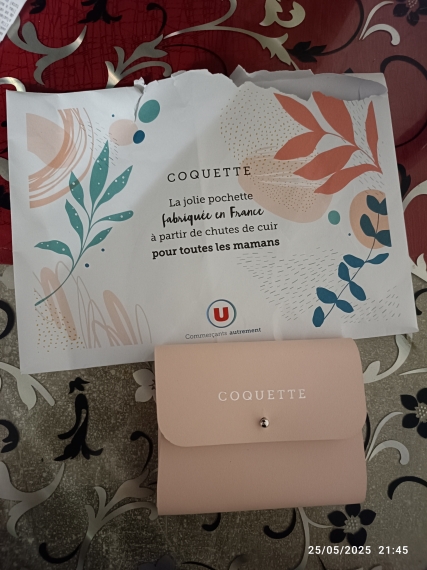 COQUETTE
La jolie pochette
fabriquée en France
à partir de chutes de cuir
pour toutes les mamans
U
Commerçants autrement
COQUETTE
25/05/2025 21:45